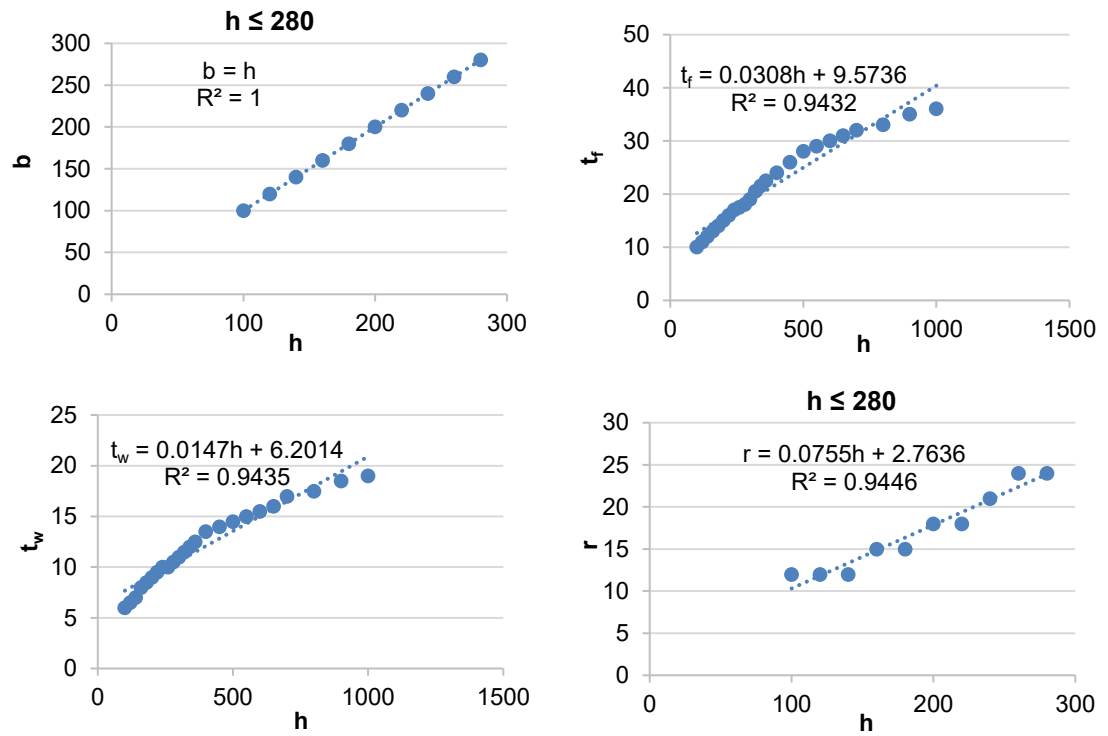 h ≤ 280
300
250
200
150
100
50
0
b = h
R² = 1
b
0
100
200
300
h
50
40
30
20
10
0
t_f = 0.0308h + 9.5736
R² = 0.9432
t_f
0
500
1000
1500
h
25
20
15
10
5
0
t_w = 0.0147h + 6.2014
R² = 0.9435
t_w
0
500
1000
1500
h
h ≤ 280
30
25
20
15
10
5
0
r = 0.0755h + 2.7636
R² = 0.9446
r
0
100
200
300
h